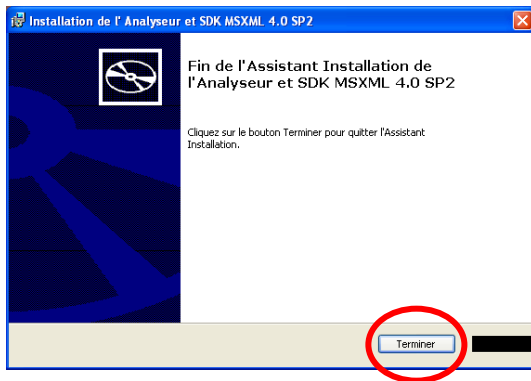 Installation de l' Analyseur et SDK MSXML 4.0 SP2
Fin de l'Assistant Installation de
l'Analyseur et SDK MSXML 4.0 SP2
Cliquez sur le bouton Terminer pour quitter l'Assistant
Installation.
Terminer